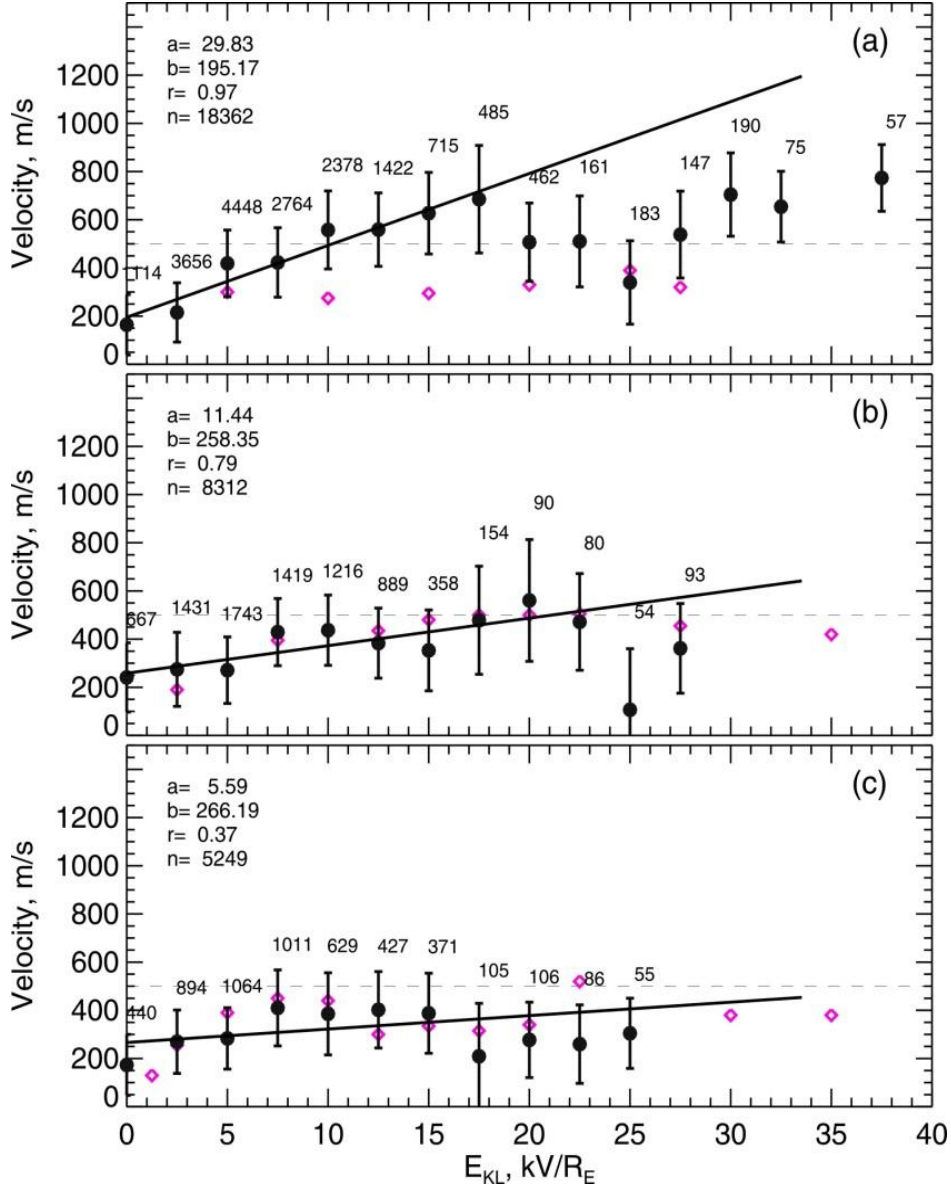 (a)
a= 29.83
b= 195.17
r= 0.97
n= 18362
Velocity, m/s
1200
1000
800
600
400
200
0
114 3656 4448 2764 2378 1422 715 485 462 161 183 147 190 75 57
(b)
a= 11.44
b= 258.35
r= 0.79
n= 8312
Velocity, m/s
1200
1000
800
600
400
200
0
667 1431 1743 1419 1216 889 358 154 90 80 54 93
(c)
a= 5.59
b= 266.19
r= 0.37
n= 5249
Velocity, m/s
1200
1000
800
600
400
200
0
440 894 1064 1011 629 427 371 105 106 86 55
0 5 10 15 20 25 30 35 40
E_KL, kV/R_E